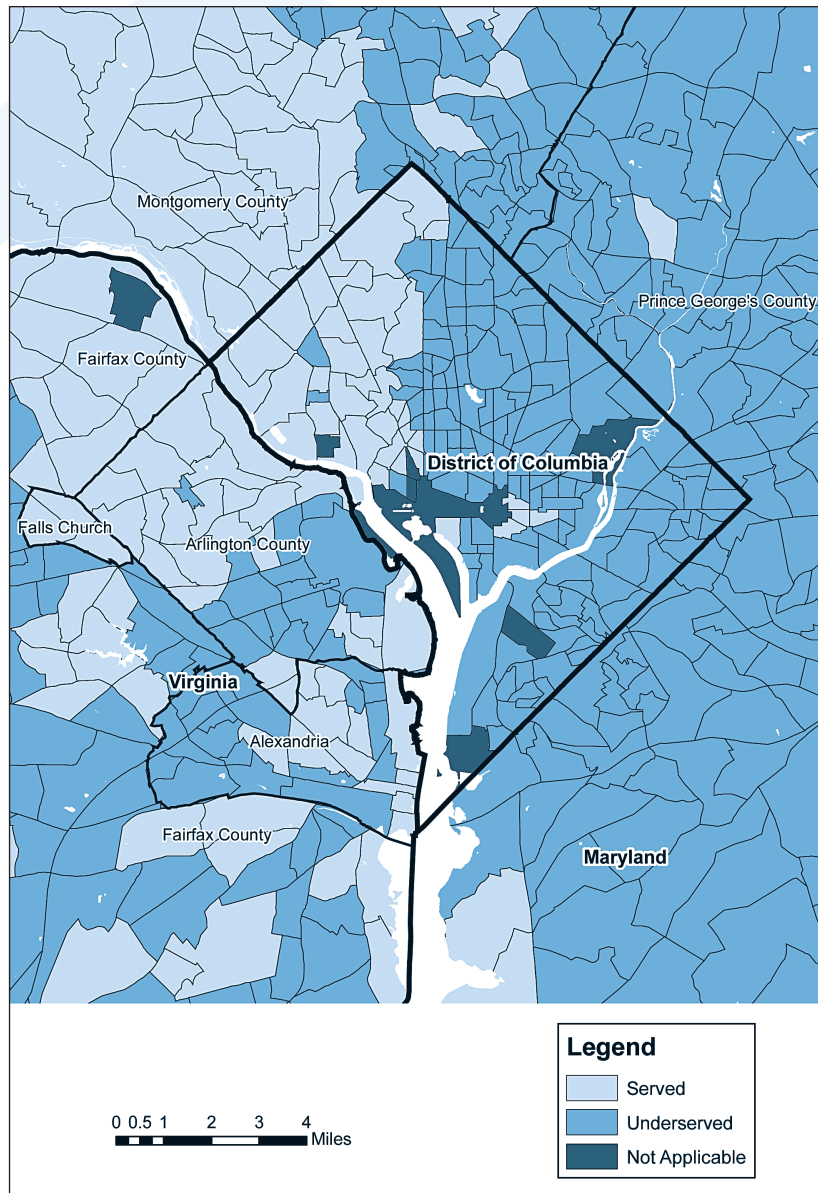 Montgomery County
Prince George's County
Fairfax County
District of Columbia
Falls Church
Arlington County
Virginia
Alexandria
Fairfax County
Maryland
Legend
Served
Underserved
Not Applicable
0 0.5 1 2 3 4
Miles